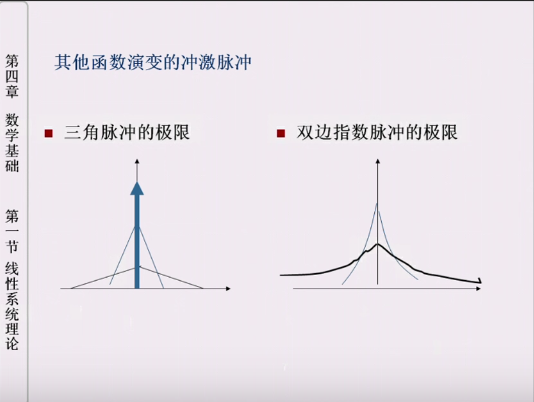 第四章 数学基础 第一节 线性系统理论
其他函数演变的冲激脉冲
■ 三角脉冲的极限
■ 双边指数脉冲的极限